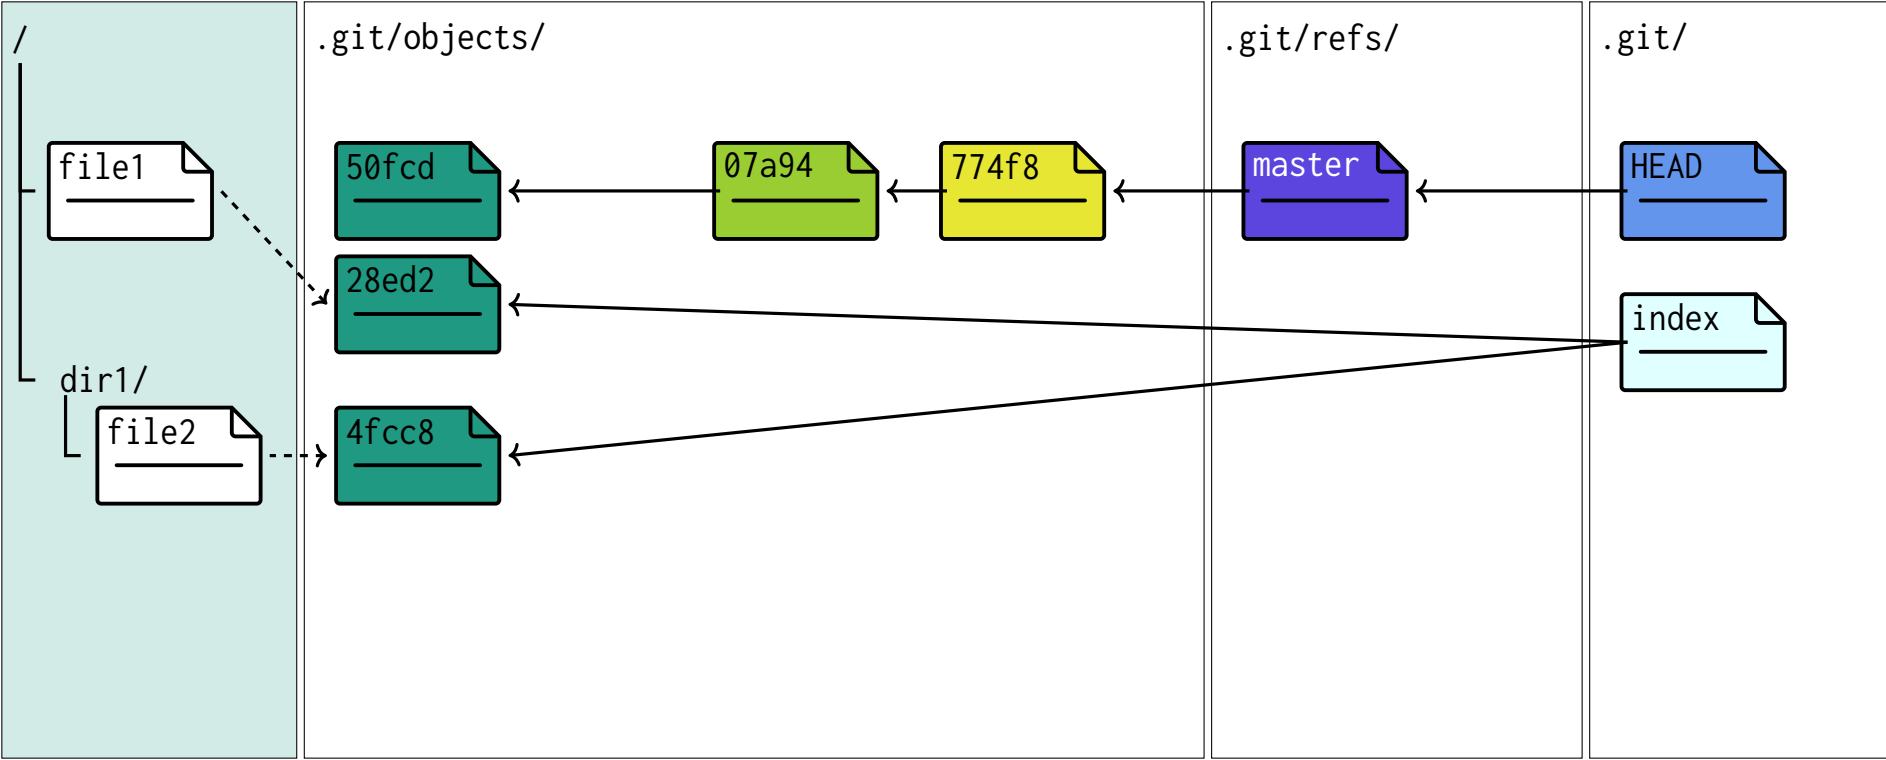 /
.git/objects/
.git/refs/
.git/
file1
50fcd
07a94
774f8
master
HEAD
28ed2
index
dir1/
file2
4fcc8